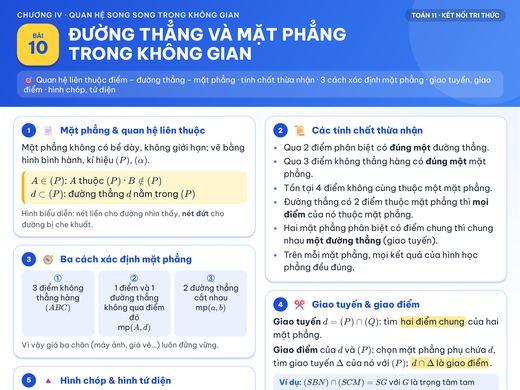 CHƯƠNG IV · QUAN HỆ SONG SONG TRONG KHÔNG GIAN
TOÁN 11 · KẾT NỐI TRI THỨC
BÀI
10
ĐƯỜNG THẲNG VÀ MẶT PHẲNG
TRONG KHÔNG GIAN
Quan hệ liên thuộc điểm – đường thẳng – mặt phẳng · tính chất thừa nhận · 3 cách xác định mặt phẳng · giao tuyến, giao
điểm · hình chóp, tứ diện
1 Mặt phẳng & quan hệ liên thuộc
Mặt phẳng không có bề dày, không giới hạn; vẽ bằng
hình bình hành, kí hiệu (P), (α).
A ∈ (P): A thuộc (P) · B ∉ (P)
d ⊂ (P): đường thẳng d nằm trong (P)
Hình biểu diễn: nét liền cho đường nhìn thấy, nét đứt cho
đường bị che khuất.
2 Các tính chất thừa nhận
• Qua 2 điểm phân biệt có đúng một đường thẳng.
• Qua 3 điểm không thẳng hàng có đúng một mặt
phẳng.
• Tồn tại 4 điểm không cùng thuộc một mặt phẳng.
• Đường thẳng có 2 điểm thuộc mặt phẳng thì mọi
điểm của nó thuộc mặt phẳng.
• Hai mặt phẳng phân biệt có điểm chung thì chung
nhau một đường thẳng (giao tuyến).
• Trên mỗi mặt phẳng, mọi kết quả của hình học
phẳng đều đúng.
3 Ba cách xác định mặt phẳng
①
3 điểm không
thẳng hàng
(ABC)
②
1 điểm và 1
đường thẳng
không qua điểm
đó
mp(A, d)
③
2 đường thẳng
cắt nhau
mp(a, b)
Vì vậy giá ba chân (máy ảnh, giá vẽ…) luôn đứng vững.
4 Giao tuyến & giao điểm
Giao tuyến d = (P) ∩ (Q): tìm hai điểm chung của hai
mặt phẳng.
Giao điểm của d và (P): chọn mặt phẳng phụ chứa d,
tìm giao tuyến Δ của nó với (P); d ∩ Δ là giao điểm.
Ví dụ: (SBN) ∩ (SCM) = SG với G là trọng tâm tam
5 Hình chóp & hình tứ diện